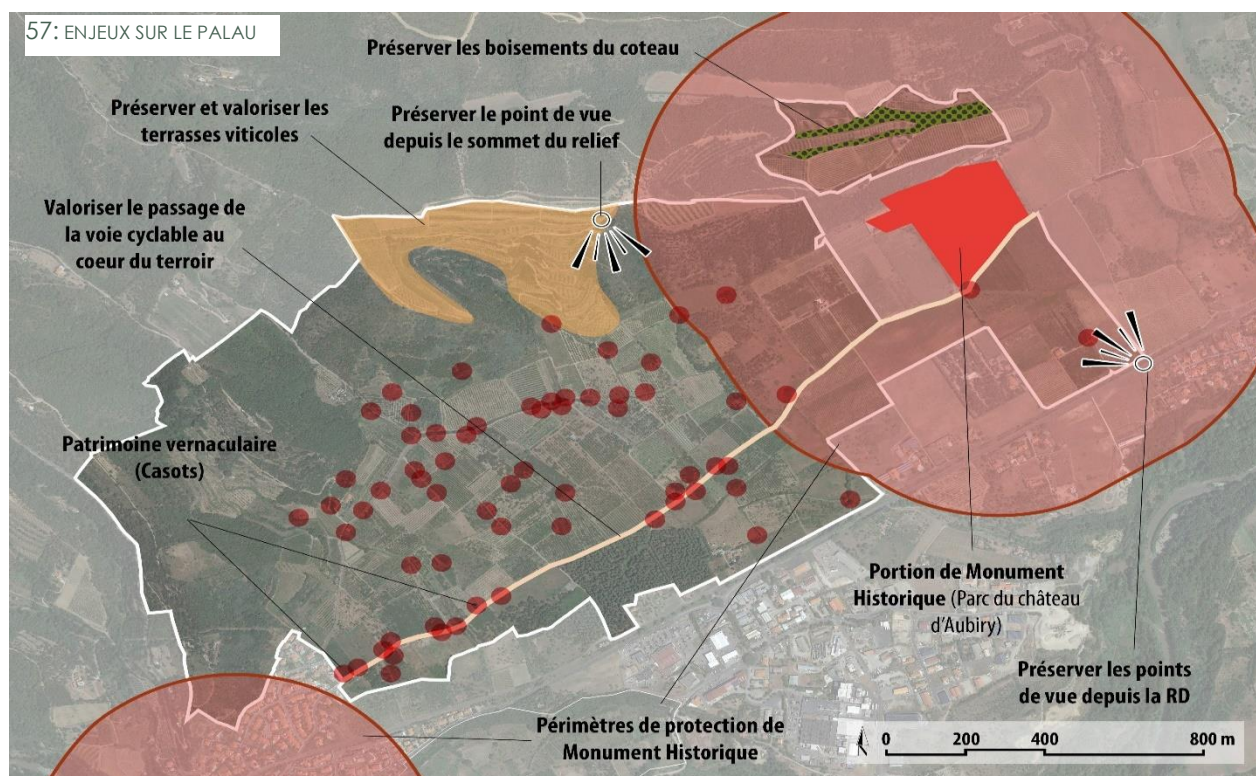 57: ENJEUX SUR LE PALAU
Préserver les boisements du coteau
Préserver et valoriser les
terrasses viticoles
Préserver le point de vue
depuis le sommet du relief
Valoriser le passage de
la voie cyclable au
coeur du terroir
Patrimoine vernaculaire
(Casots)
Portion de Monument
Historique (Parc du château
d'Aubiry)
Préserver les points
de vue depuis la RD
Périmètres de protection de
Monument Historique
0 200 400 800 m